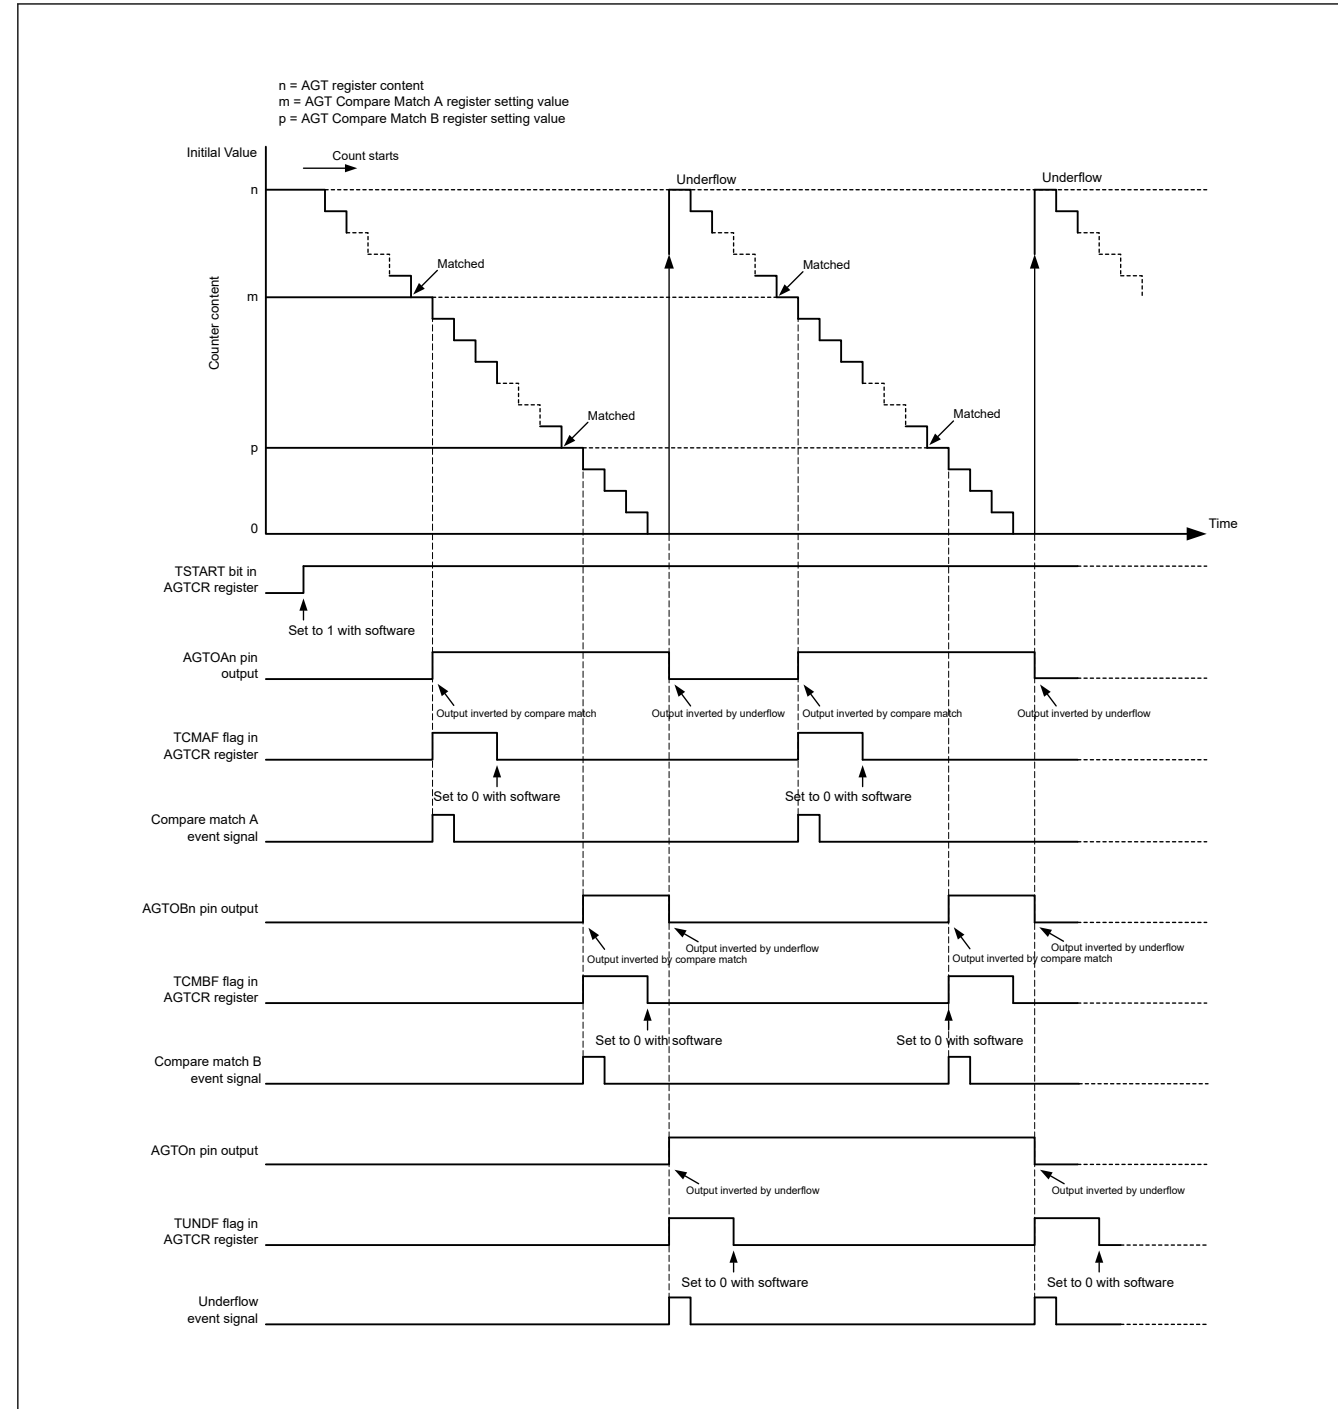 n = AGT register content
m = AGT Compare Match A register setting value
p = AGT Compare Match B register setting value
Initilal Value
Count starts
Underflow
Underflow
n
Matched
Matched
m
Counter content
Matched
Matched
p
0
Time
TSTART bit in
AGTCR register
Set to 1 with software
AGTOAn pin
output
Output inverted by compare match
Output inverted by underflow
Output inverted by compare match
Output inverted by underflow
TCMAF flag in
AGTCR register
Set to 0 with software
Set to 0 with software
Compare match A
event signal
AGTOBn pin output
Output inverted by underflow
Output inverted by underflow
Output inverted by compare match
Output inverted by compare match
TCMBF flag in
AGTCR register
Set to 0 with software
Set to 0 with software
Compare match B
event signal
AGTOn pin output
Output inverted by underflow
Output inverted by underflow
TUNDF flag in
AGTCR register
Set to 0 with software
Set to 0 with software
Underflow
event signal